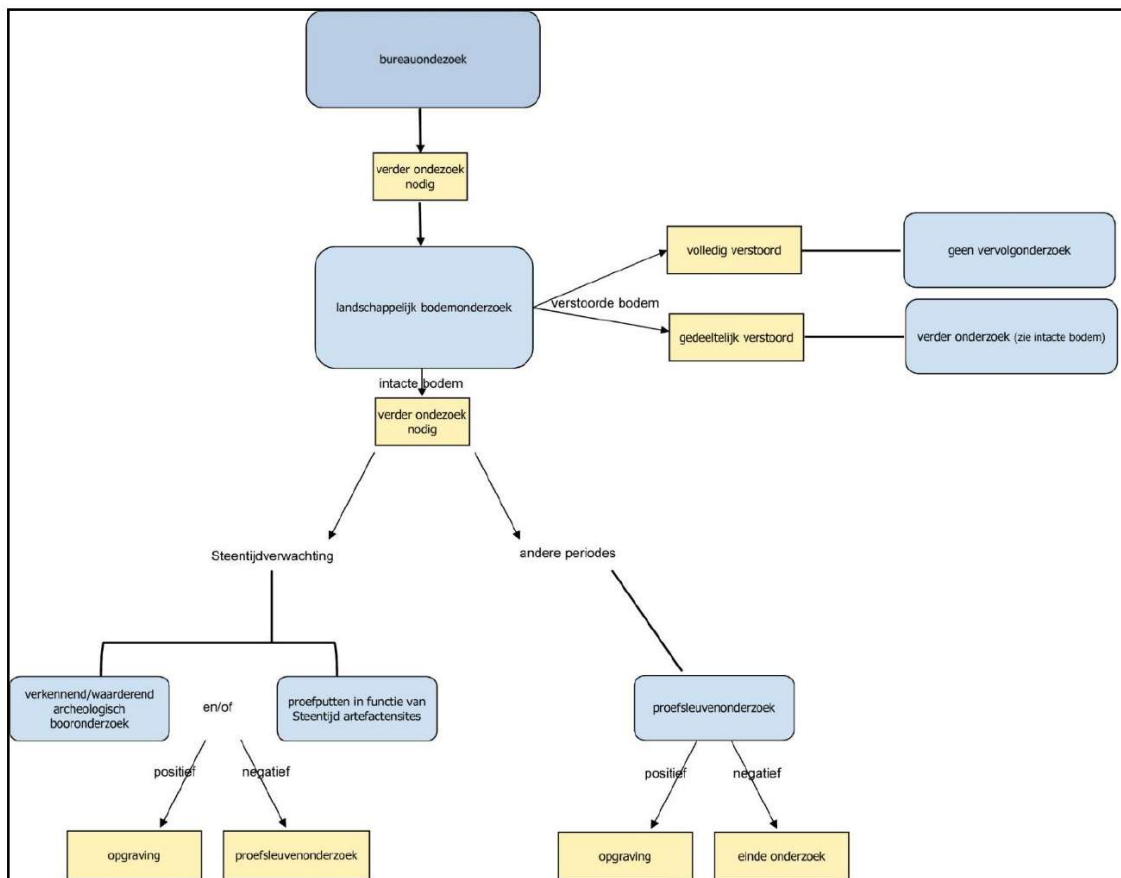 bureauondezoek
verder ondezoek
nodig
landschappelijk bodemonderzoek
verstoorde bodem
volledig verstoord
geen vervolgonderzoek
gedeeltelijk verstoord
verder onderzoek (zie intacte bodem)
intacte bodem
verder ondezoek
nodig
Steentijdverwachting
andere periodes
verkennend/waarderend
archeologisch
booronderzoek
en/of
proefputten in functie van
Steentijd artefactensites
proefsleuvenonderzoek
positief
negatief
positief
negatief
opgraving
proefsleuvenonderzoek
opgraving
einde onderzoek